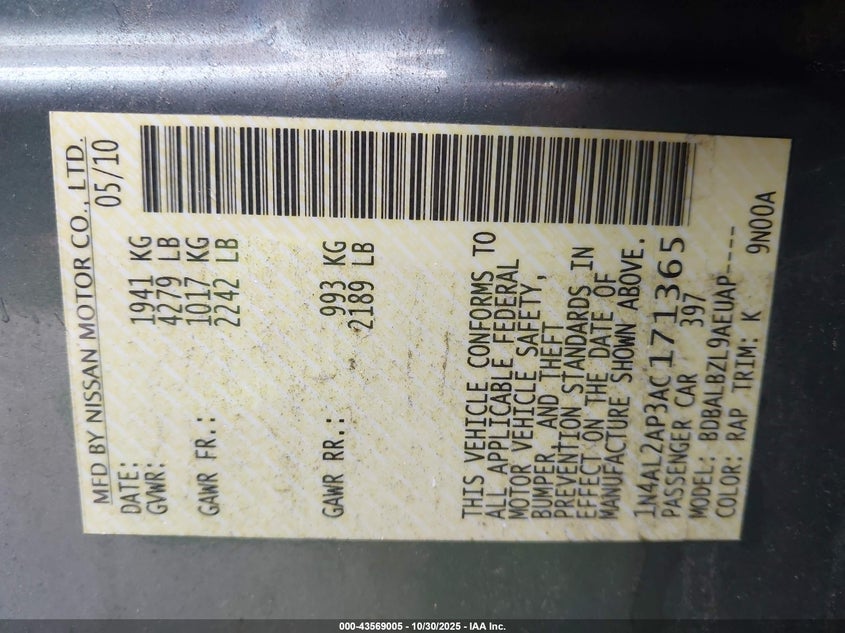 MFD BY NISSAN MOTOR CO., LTD.
DATE: 05/10
GVWR: 1941 KG
4279 LB
GAWR FR.: 1017 KG
2242 LB
GAWR RR.: 993 KG
2189 LB
THIS VEHICLE CONFORMS TO
ALL APPLICABLE FEDERAL
MOTOR VEHICLE SAFETY,
BUMPER, AND THEFT
PREVENTION STANDARDS IN
EFFECT ON THE DATE OF
MANUFACTURE SHOWN ABOVE.
1N4AL2AP3AC171365
PASSENGER CAR 397
MODEL: BDBALBZL9AEUAP----
COLOR: RAP TRIM: K 9N00A
000-43569005 - 10/30/2025 - IAA Inc.